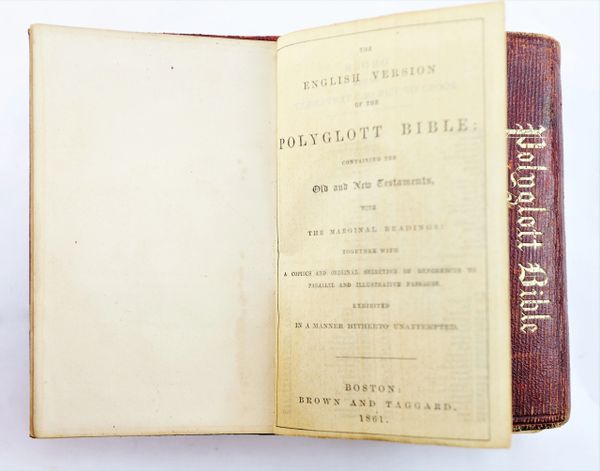 THE
ENGLISH VERSION
OF THE
POLYGLOTT BIBLE:
CONTAINING THE
Old and New Testaments,
WITH
THE MARGINAL READINGS:
TOGETHER WITH
A COPIOUS AND ORIGINAL SELECTION OF REFERENCES TO
PARALLEL AND ILLUSTRATIVE PASSAGES,
EXHIBITED
IN A MANNER HITHERTO UNATTEMPTED.
BOSTON:
BROWN AND TAGGARD.
1861.
Polyglott Bible